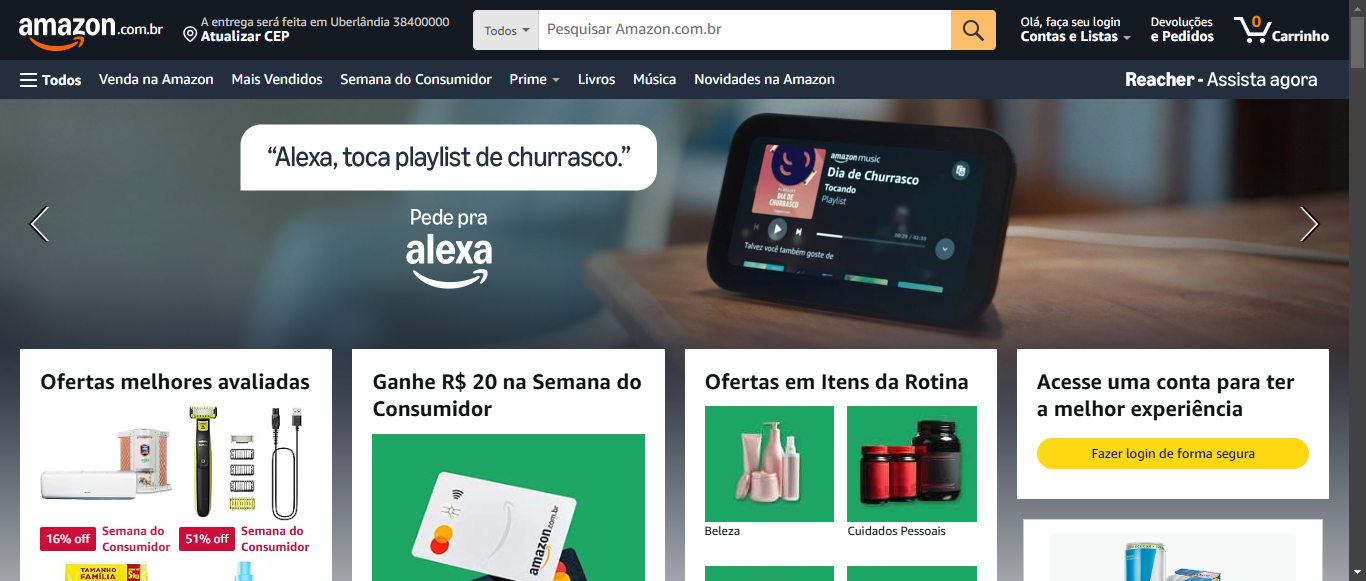 amazon.com.br
A entrega será feita em Uberlândia 38400000
Atualizar CEP
Todos
Pesquisar Amazon.com.br
Olá, faça seu login
Contas e Listas
Devoluções
e Pedidos
0
Carrinho
Todos
Venda na Amazon
Mais Vendidos
Semana do Consumidor
Prime
Livros
Música
Novidades na Amazon
Reacher - Assista agora
“Alexa, toca playlist de churrasco.”
Pede pra
alexa
amazon music
Dia de Churrasco
Tocando
Playlist
DIA DE
CHURRASCO
Talvez você também goste de
Ofertas melhores avaliadas
16% off
Semana do
Consumidor
51% off
Semana do
Consumidor
TAMANHO
FAMÍLIA
5kg
Ganhe R$ 20 na Semana do
Consumidor
amazon.com.br
Ofertas em Itens da Rotina
Beleza
Cuidados Pessoais
Acesse uma conta para ter
a melhor experiência
Fazer login de forma segura